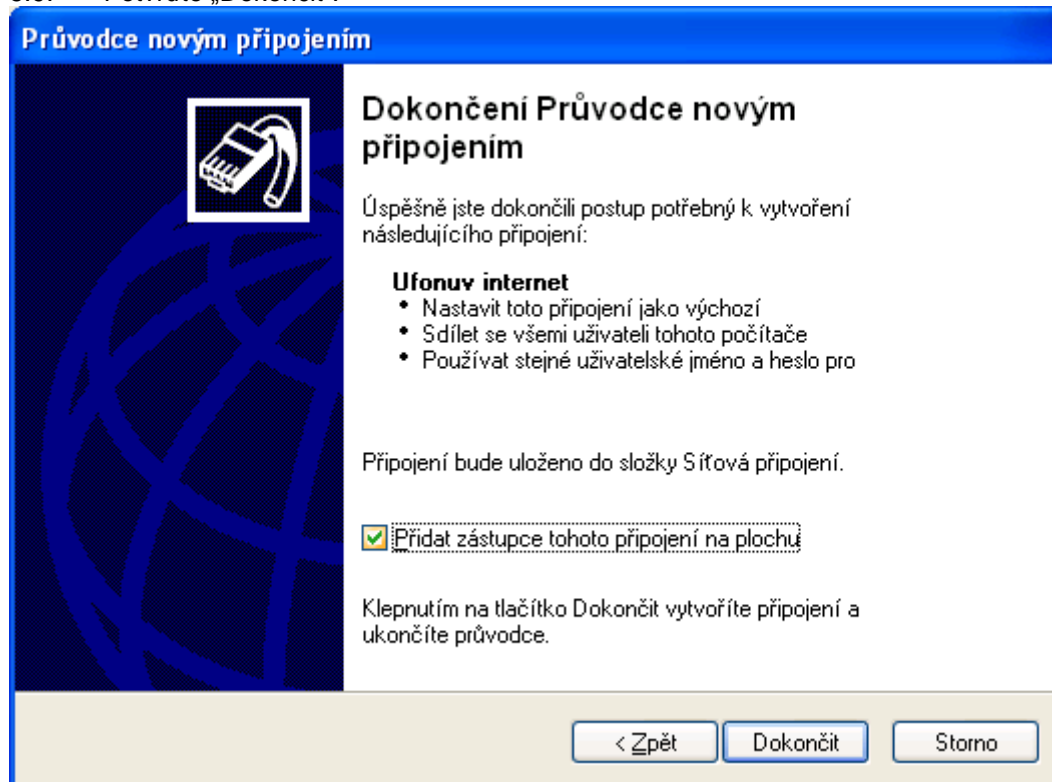 Průvodce novým připojením
Dokončení Průvodce novým
připojením
Úspěšně jste dokončili postup potřebný k vytvoření
následujícího připojení:
Ufonuv internet
• Nastavit toto připojení jako výchozí
• Sdílet se všemi uživateli tohoto počítače
• Používat stejné uživatelské jméno a heslo pro
Připojení bude uloženo do složky Síťová připojení.
Přidat zástupce tohoto připojení na plochu
Klepnutím na tlačítko Dokončit vytvoříte připojení a
ukončíte průvodce.
< Zpět Dokončit Storno